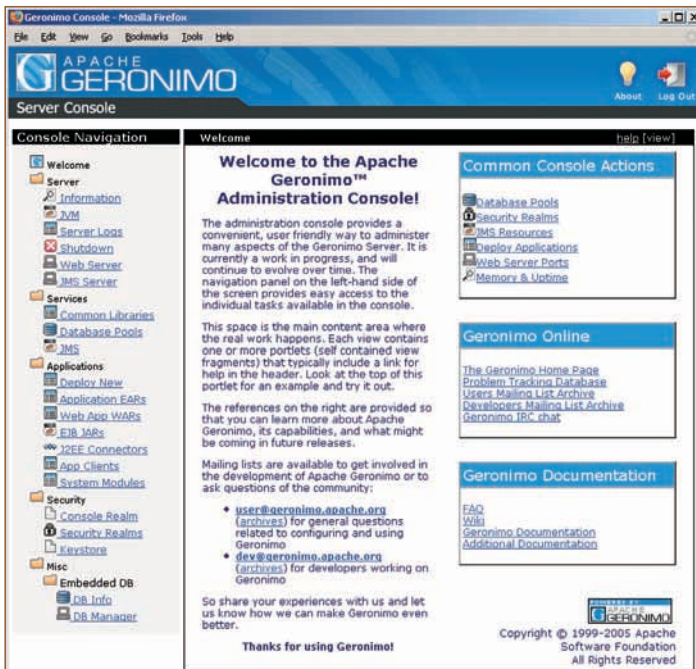 Geronimo Console - Mozilla Firefox
File Edit View Go Bookmarks Tools Help
APACHE
GERONIMO
Server Console
About
Log Out
Console Navigation
Welcome
Server
Information
JVM
Server Logs
Shutdown
Web Server
JMS Server
Services
Common Libraries
Database Pools
JMS
Applications
Deploy New
Application EARs
Web App WARs
EJB JARs
J2EE Connectors
App Clients
System Modules
Security
Console Realm
Security Realms
Keystore
Misc
Embedded DB
DB Info
DB Manager
Welcome
help [view]
Welcome to the Apache
Geronimo™
Administration Console!
The administration console provides a
convenient, user friendly way to administer
many aspects of the Geronimo Server. It is
currently a work in progress, and will
continue to evolve over time. The
navigation panel on the left-hand side of
the screen provides easy access to the
individual tasks available in the console.
This space is the main content area where
the real work happens. Each view contains
one or more portlets (self contained view
fragments) that typically include a link for
help in the header. Look at the top of this
portlet for an example and try it out.
The references on the right are provided so
that you can learn more about Apache
Geronimo, its capabilities, and what might
be coming in future releases.
Mailing lists are available to get involved in
the development of Apache Geronimo or to
ask questions of the community:
user@geronimo.apache.org
(archives) for general questions
related to configuring and using
Geronimo
dev@geronimo.apache.org
(archives) for developers working on
Geronimo
So share your experiences with us and let
us know how we can make Geronimo even
better.
Thanks for using Geronimo!
Common Console Actions
Database Pools
Security Realms
JMS Resources
Deploy Applications
Web Server Ports
Memory & Uptime
Geronimo Online
The Geronimo Home Page
Problem Tracking Database
Users Mailing List Archive
Developers Mailing List Archive
Geronimo IRC chat
Geronimo Documentation
FAQ
Wiki
Geronimo Documentation
Additional Documentation
POWERED BY
APACHE
GERONIMO
Copyright © 1999-2005 Apache
Software Foundation
All Rights Reserved